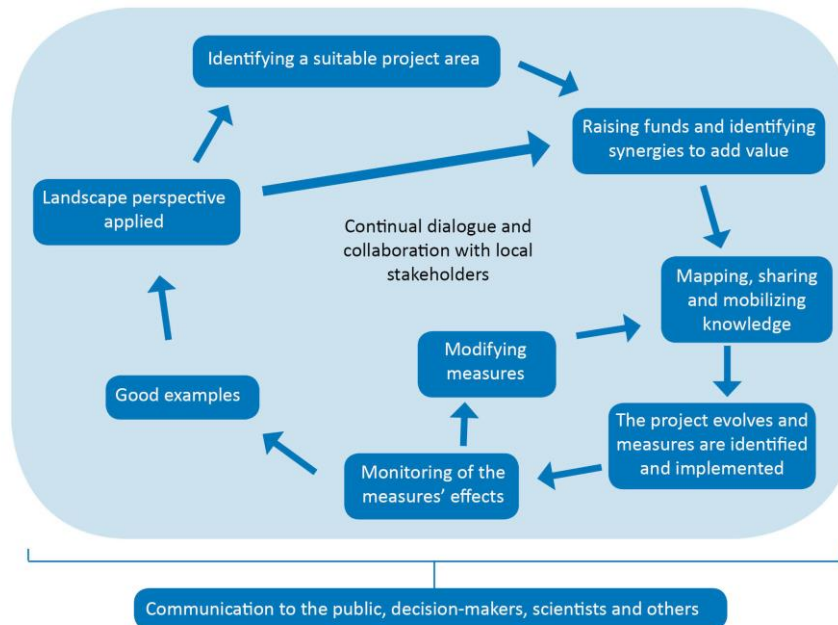 Identifying a suitable project area
Raising funds and identifying
synergies to add value
Landscape perspective
applied
Continual dialogue and
collaboration with local
stakeholders
Mapping, sharing
and mobilizing
knowledge
Modifying
measures
Good examples
The project evolves and
measures are identified
and implemented
Monitoring of the
measures’ effects
Communication to the public, decision-makers, scientists and others